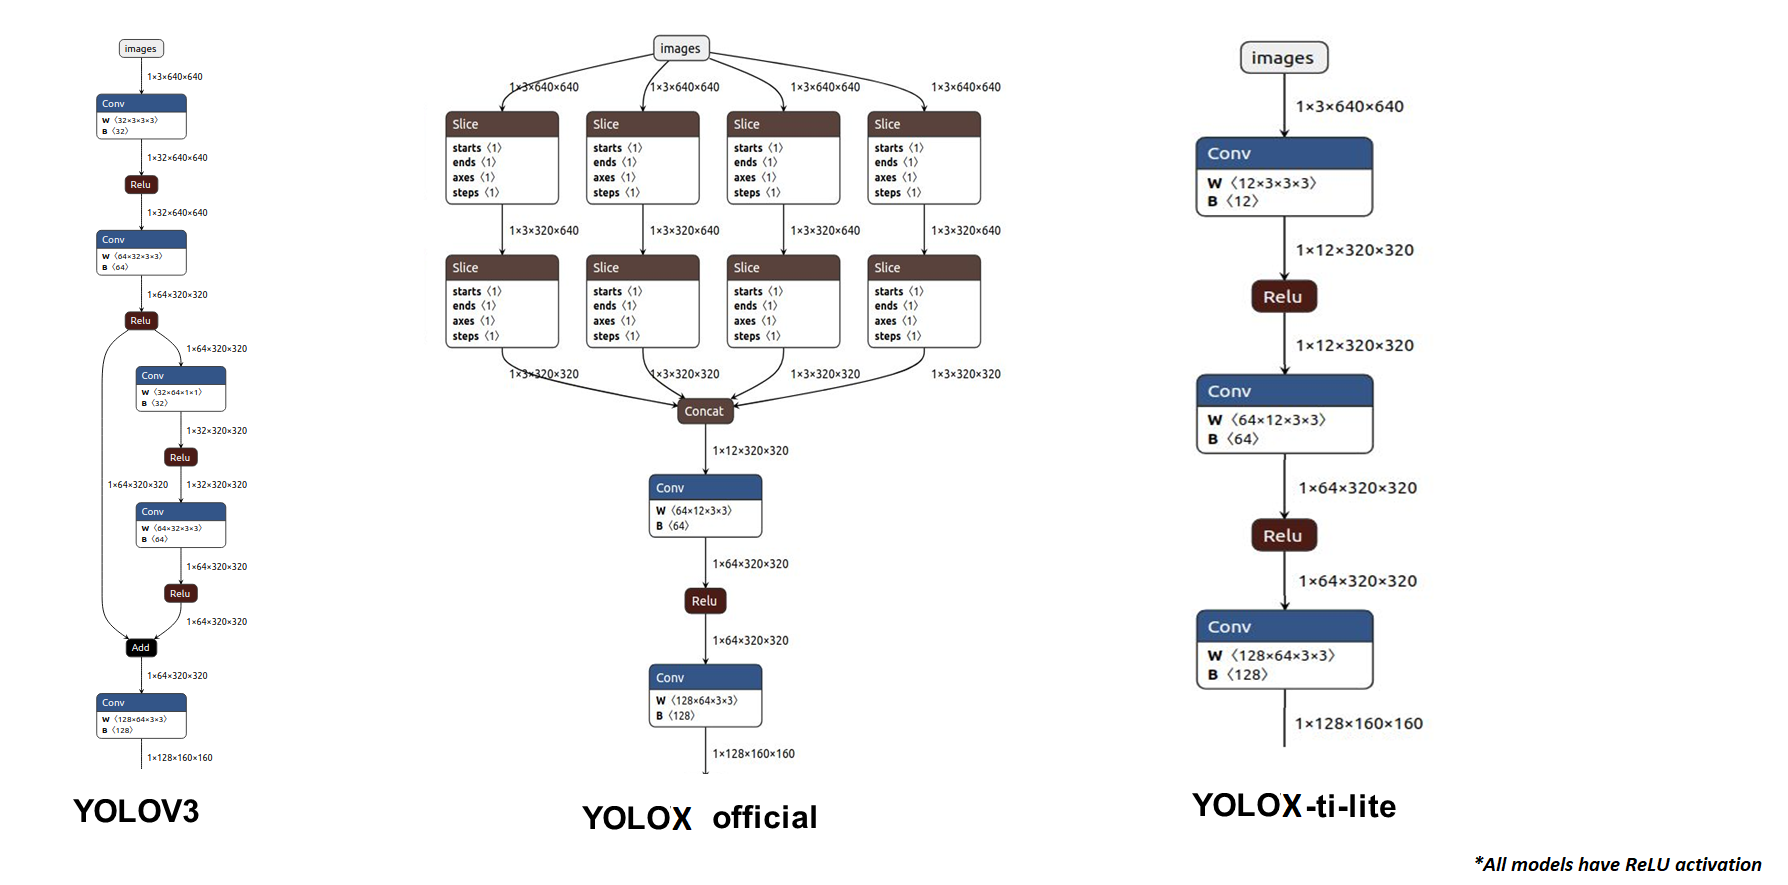 images
1×3×640×640
Conv
W ⟨32×3×3×3⟩
B ⟨32⟩
1×32×640×640
Relu
1×32×640×640
Conv
W ⟨64×32×3×3⟩
B ⟨64⟩
1×64×320×320
Relu
1×64×320×320
Conv
W ⟨32×64×1×1⟩
B ⟨32⟩
1×32×320×320
Relu
1×64×320×320 1×32×320×320
Conv
W ⟨64×32×3×3⟩
B ⟨64⟩
1×64×320×320
Relu
1×64×320×320
Add
1×64×320×320
Conv
W ⟨128×64×3×3⟩
B ⟨128⟩
1×128×160×160
YOLOV3
images
1×3×640×640 1×3×640×640 1×3×640×640 1×3×640×640
Slice Slice Slice Slice
starts ⟨1⟩ starts ⟨1⟩ starts ⟨1⟩ starts ⟨1⟩
ends ⟨1⟩ ends ⟨1⟩ ends ⟨1⟩ ends ⟨1⟩
axes ⟨1⟩ axes ⟨1⟩ axes ⟨1⟩ axes ⟨1⟩
steps ⟨1⟩ steps ⟨1⟩ steps ⟨1⟩ steps ⟨1⟩
1×3×320×640 1×3×320×640 1×3×320×640 1×3×320×640
Slice Slice Slice Slice
starts ⟨1⟩ starts ⟨1⟩ starts ⟨1⟩ starts ⟨1⟩
ends ⟨1⟩ ends ⟨1⟩ ends ⟨1⟩ ends ⟨1⟩
axes ⟨1⟩ axes ⟨1⟩ axes ⟨1⟩ axes ⟨1⟩
steps ⟨1⟩ steps ⟨1⟩ steps ⟨1⟩ steps ⟨1⟩
1×3×320×320 1×3×320×320 1×3×320×320 1×3×320×320
Concat
1×12×320×320
Conv
W ⟨64×12×3×3⟩
B ⟨64⟩
1×64×320×320
Relu
1×64×320×320
Conv
W ⟨128×64×3×3⟩
B ⟨128⟩
1×128×160×160
YOLOX official
images
1×3×640×640
Conv
W ⟨12×3×3×3⟩
B ⟨12⟩
1×12×320×320
Relu
1×12×320×320
Conv
W ⟨64×12×3×3⟩
B ⟨64⟩
1×64×320×320
Relu
1×64×320×320
Conv
W ⟨128×64×3×3⟩
B ⟨128⟩
1×128×160×160
YOLOX-ti-lite
*All models have ReLU activation